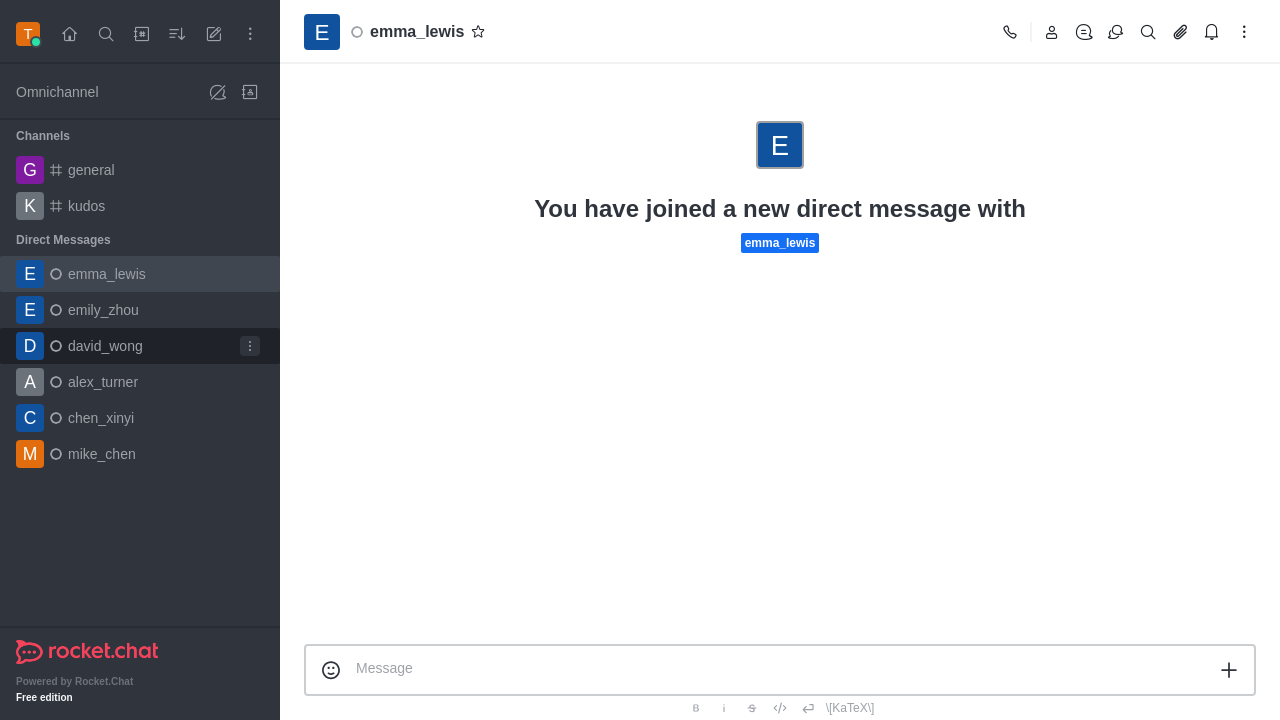 T
Omnichannel
Channels
G general
K kudos
Direct Messages
E emma_lewis
E emily_zhou
D david_wong
A alex_turner
C chen_xinyi
M mike_chen
rocket.chat
Powered by Rocket.Chat
Free edition
E emma_lewis
E
You have joined a new direct message with
emma_lewis
Message
B i S \[KaTeX\]